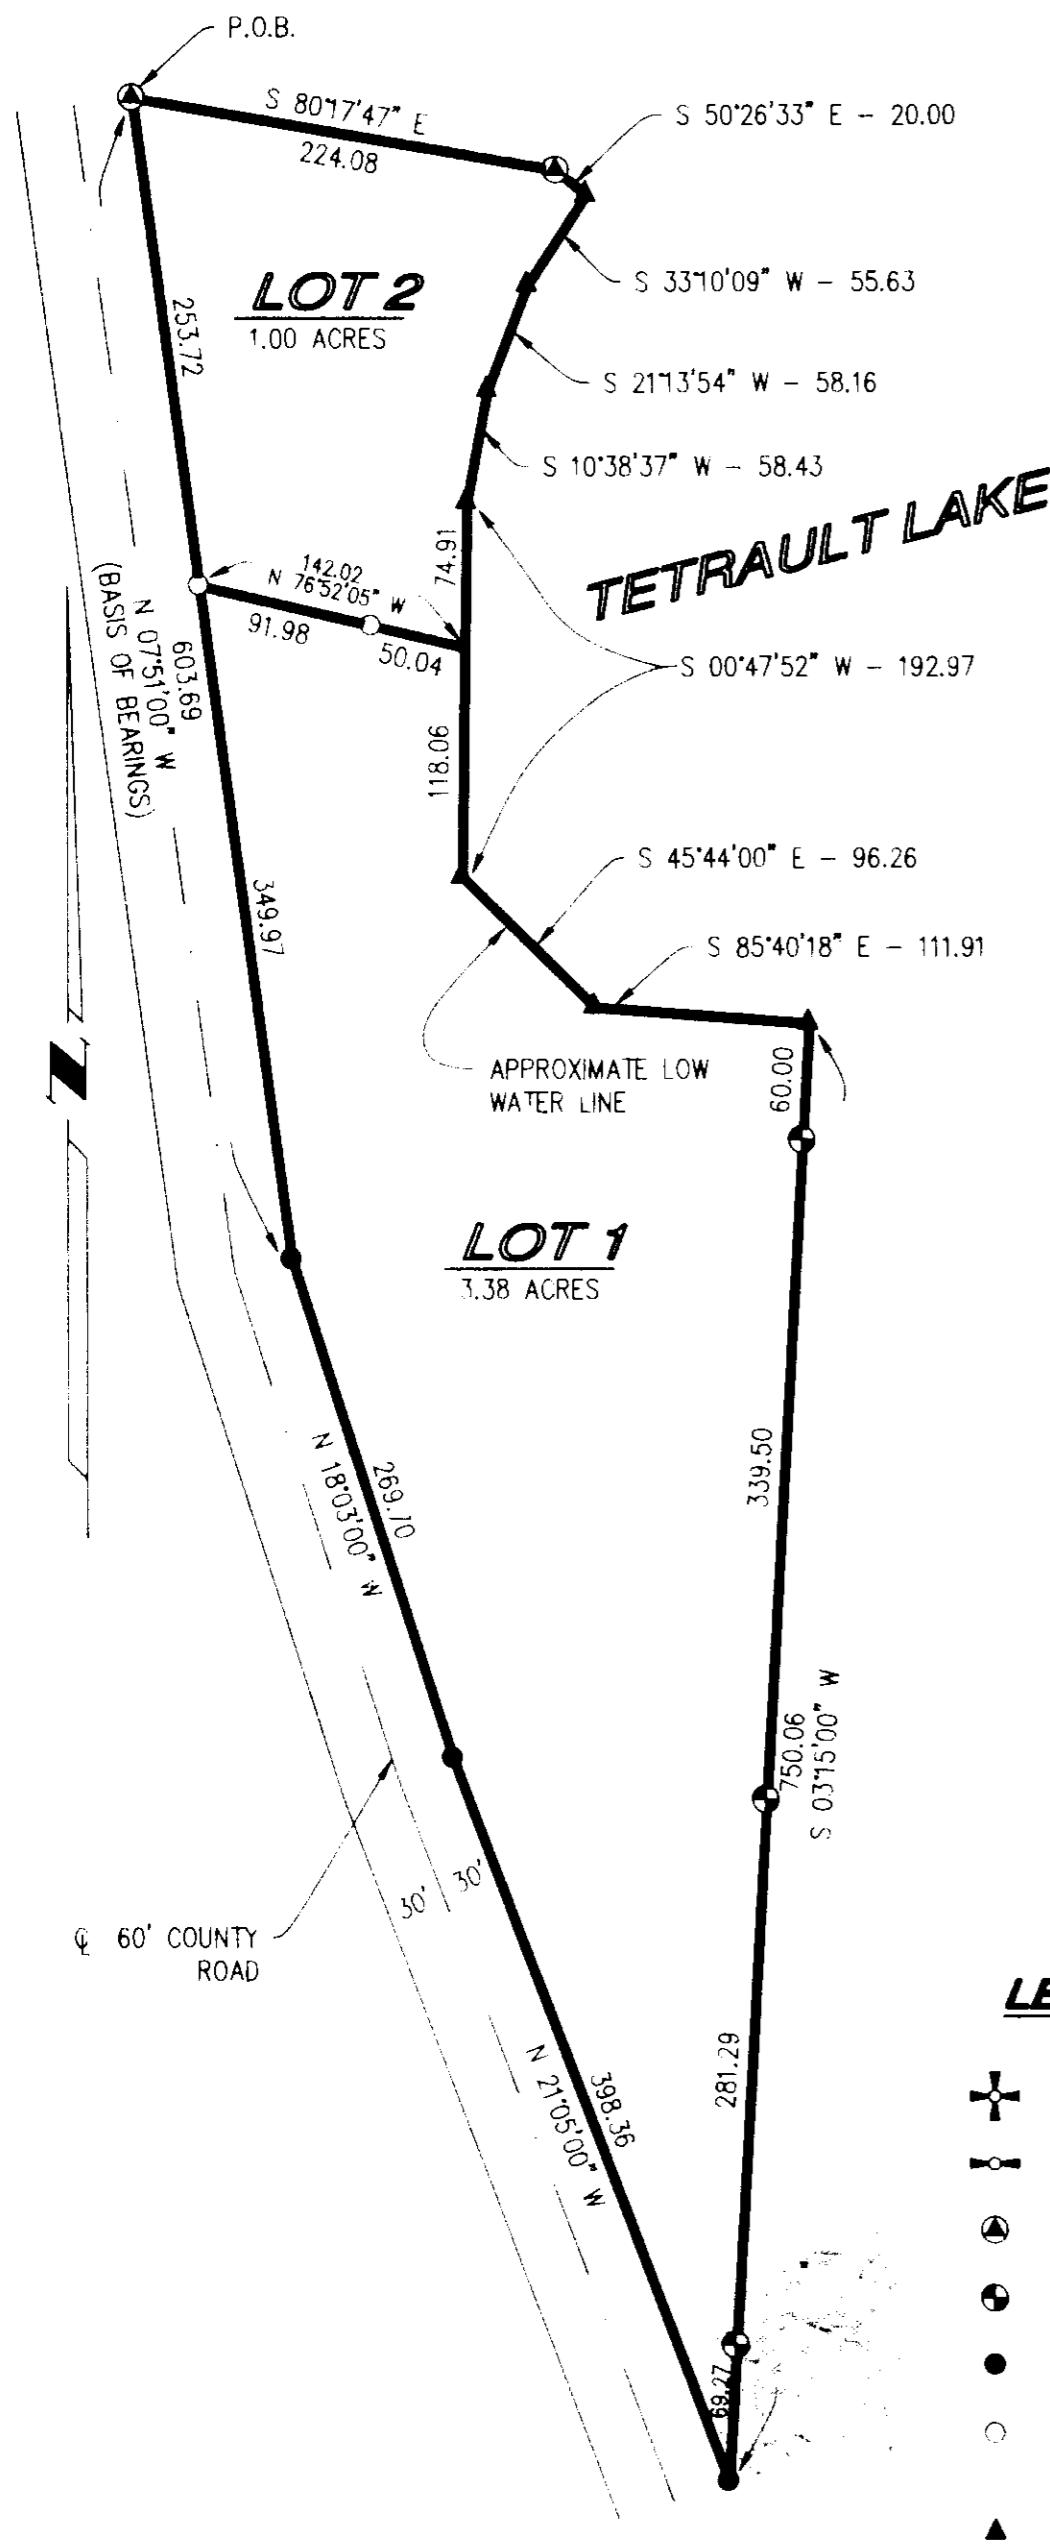 P.O.B.
S 80°17'47" E
224.08
S 50°26'33" E - 20.00
LOT 2
1.00 ACRES
S 33°10'09" W - 55.63
253.72
S 21°13'54" W - 58.16
S 10°38'37" W - 58.43
TETRAULT LAKE
74.91
142.02
N 76°52'05" W
91.98
50.04
603.69
N 07°51'00" W
(BASIS OF BEARINGS)
S 00°47'52" W - 192.97
118.06
349.97
S 45°44'00" E - 96.26
S 85°40'18" E - 111.91
N
APPROXIMATE LOW
WATER LINE
60.00
LOT 1
3.38 ACRES
339.50
269.70
N 18°03'00" W
750.06
S 03°15'00" W
30'
30'
℄ 60' COUNTY
ROAD
281.29
398.36
N 21°05'00" W
69.27